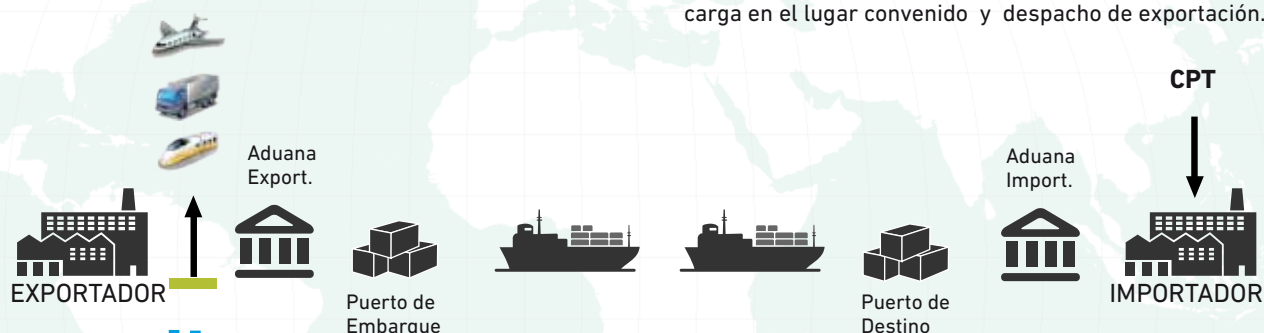 carga en el lugar convenido y despacho de exportación.
CPT
Aduana
Export.
Aduana
Import.
EXPORTADOR
IMPORTADOR
Puerto de
Embarque
Puerto de
Destino